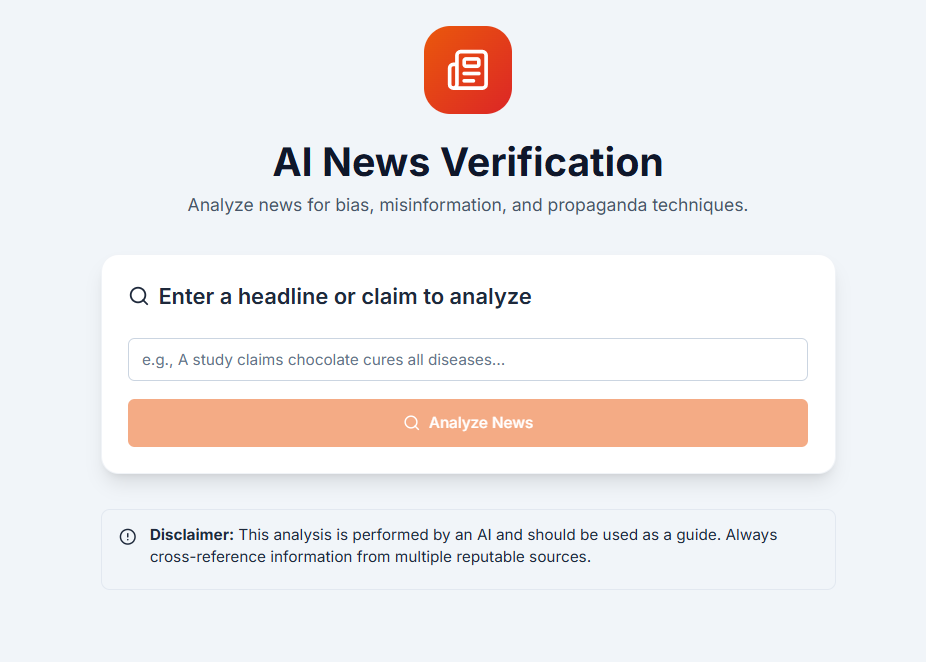 AI News Verification
Analyze news for bias, misinformation, and propaganda techniques.
Enter a headline or claim to analyze
e.g., A study claims chocolate cures all diseases...
Analyze News
Disclaimer: This analysis is performed by an AI and should be used as a guide. Always
cross-reference information from multiple reputable sources.